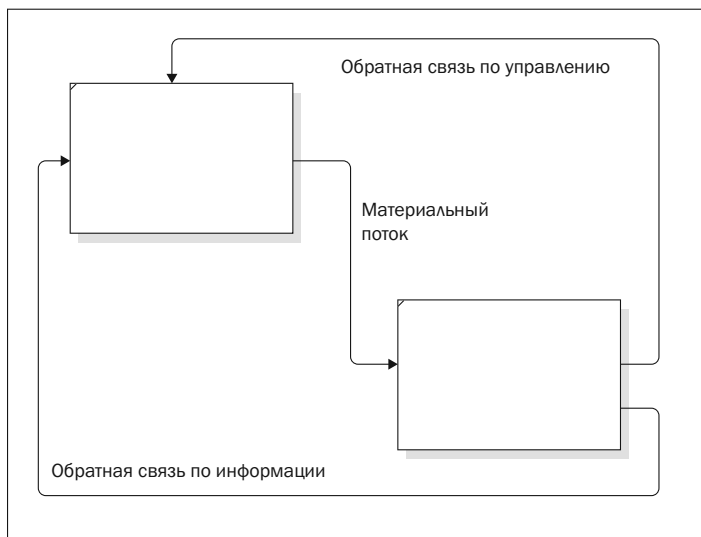 Обратная связь по управлению
Материальный
поток
Обратная связь по информации